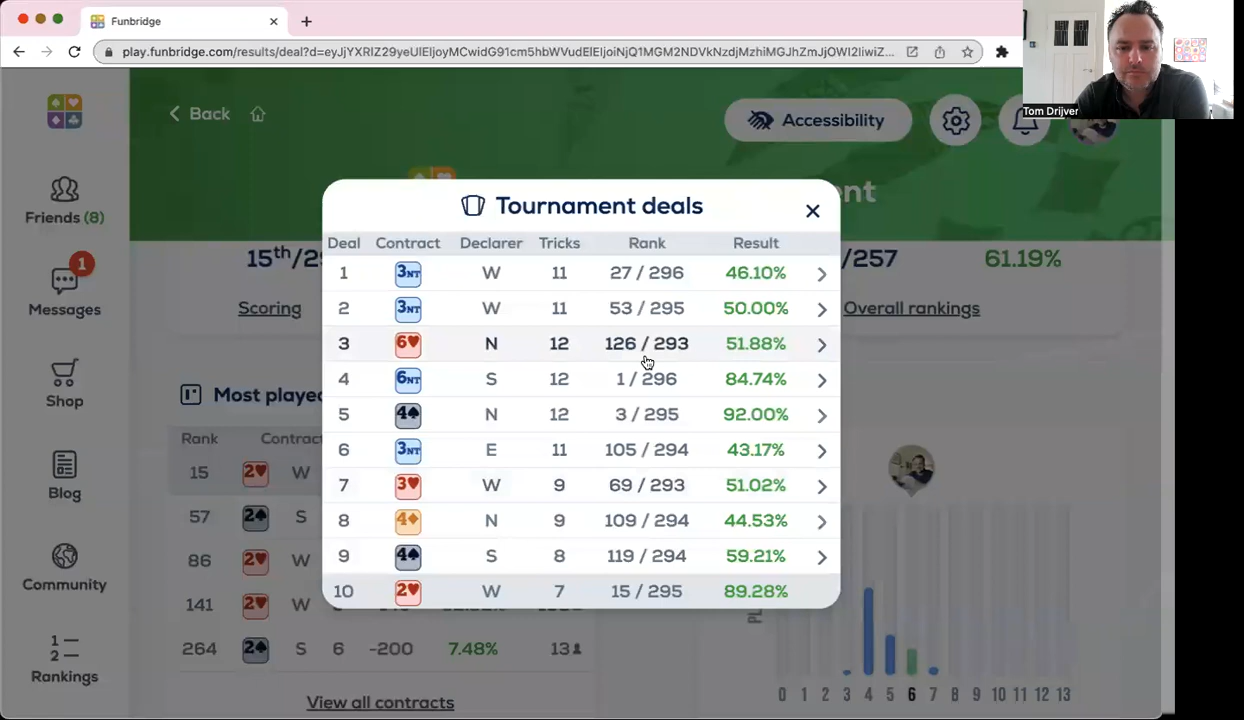 Funbridge
play.funbridge.com/results/deal?d=eyJjYXRIZ29yeUlEIjoyMCwidG91cm5hbWVudElEIjoiNjQ1MGM2NDVkNzdjMzhiMGJhZmJjOWI2IiwiZ...
Tom Drijver
Back
Accessibility
Friends (8)
1
Messages
Shop
Blog
Community
1
2
Rankings
15th/29
/257
61.19%
Scoring
Overall rankings
Most played
Rank
Contract
15
2♥
W
57
2♠
S
86
2♥
W
141
2♥
W
264
2♠
S
6
-200
7.48%
13
View all contracts
Tournament deals
Deal Contract Declarer Tricks Rank Result
1 3NT W 11 27 / 296 46.10%
2 3NT W 11 53 / 295 50.00%
3 6♥ N 12 126 / 293 51.88%
4 6NT S 12 1 / 296 84.74%
5 4♠ N 12 3 / 295 92.00%
6 3NT E 11 105 / 294 43.17%
7 3♥ W 9 69 / 293 51.02%
8 4♦ N 9 109 / 294 44.53%
9 4♠ S 8 119 / 294 59.21%
10 2♥ W 7 15 / 295 89.28%
0 1 2 3 4 5 6 7 8 9 10 11 12 13